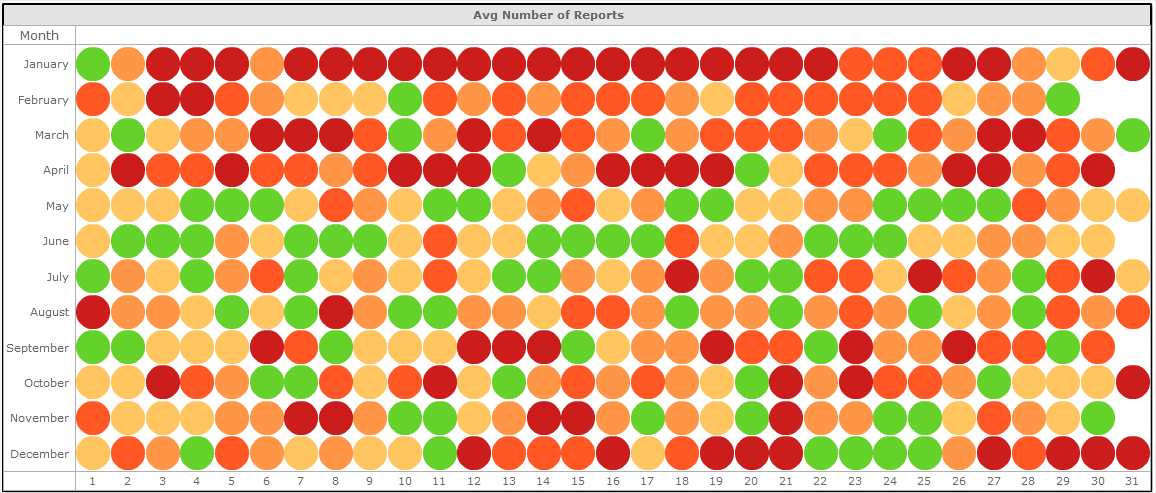 Avg Number of Reports
Month
January
February
March
April
May
June
July
August
September
October
November
December
1 2 3 4 5 6 7 8 9 10 11 12 13 14 15 16 17 18 19 20 21 22 23 24 25 26 27 28 29 30 31